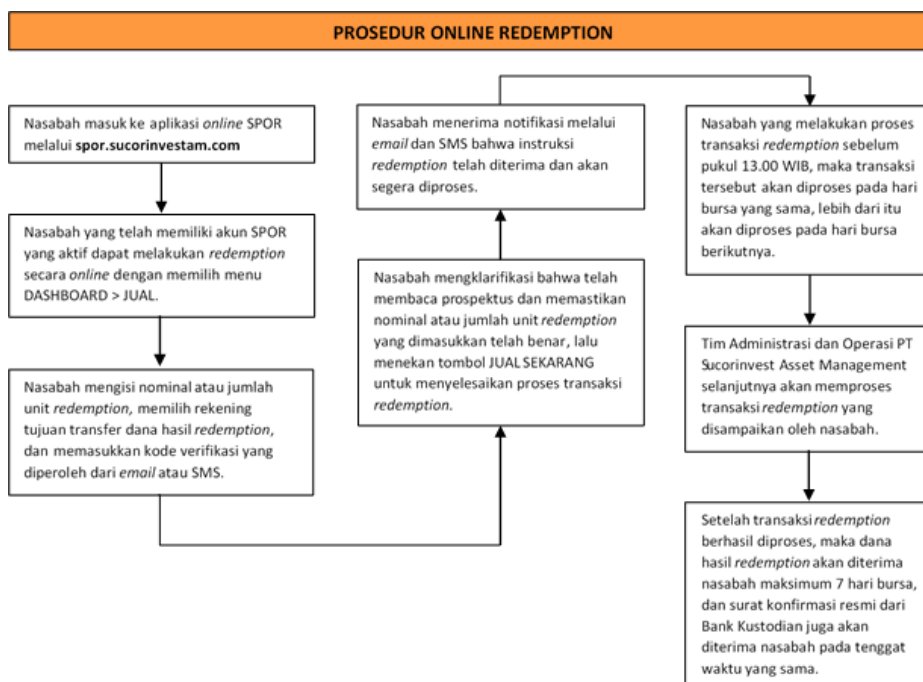 PROSEDUR ONLINE REDEMPTION
Nasabah masuk ke aplikasi online SPOR
melalui spor.sucorinvestam.com
Nasabah yang telah memiliki akun SPOR
yang aktif dapat melakukan redemption
secara online dengan memilih menu
DASHBOARD > JUAL.
Nasabah mengisi nominal atau jumlah
unit redemption, memilih rekening
tujuan transfer dana hasil redemption,
dan memasukkan kode verifikasi yang
diperoleh dari email atau SMS.
Nasabah mengklarifikasi bahwa telah
membaca prospektus dan memastikan
nominal atau jumlah unit redemption
yang dimasukkan telah benar, lalu
menekan tombol JUAL SEKARANG
untuk menyelesaikan proses transaksi
redemption.
Nasabah menerima notifikasi melalui
email dan SMS bahwa instruksi
redemption telah diterima dan akan
segera diproses.
Nasabah yang melakukan proses
transaksi redemption sebelum
pukul 13.00 WIB, maka transaksi
tersebut akan diproses pada hari
bursa yang sama, lebih dari itu
akan diproses pada hari bursa
berikutnya.
Tim Administrasi dan Operasi PT
Sucorinvest Asset Management
selanjutnya akan memproses
transaksi redemption yang
disampaikan oleh nasabah.
Setelah transaksi redemption
berhasil diproses, maka dana
hasil redemption akan diterima
nasabah maksimum 7 hari bursa,
dan surat konfirmasi resmi dari
Bank Kustodian juga akan
diterima nasabah pada tenggat
waktu yang sama.